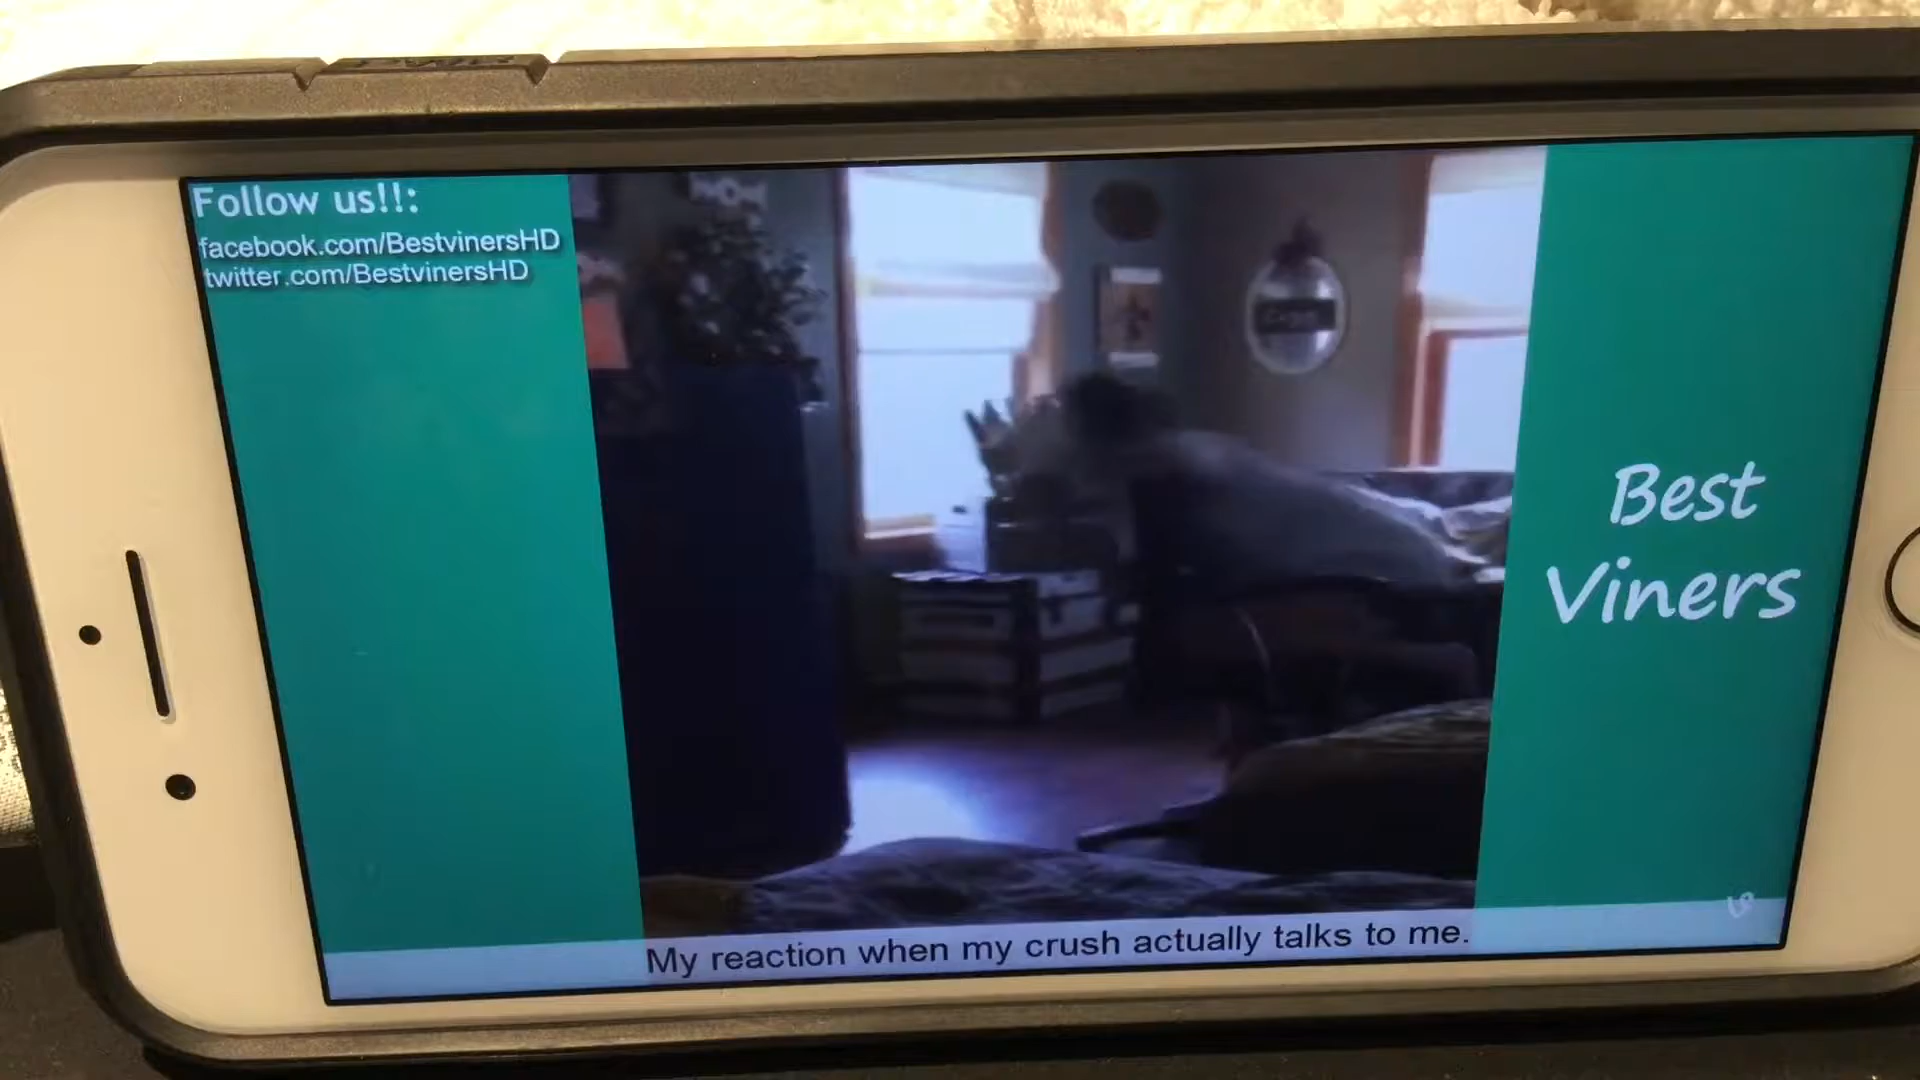 Follow us!!:
facebook.com/BestvinersHD
twitter.com/BestvinersHD
Best
Viners
My reaction when my crush actually talks to me.